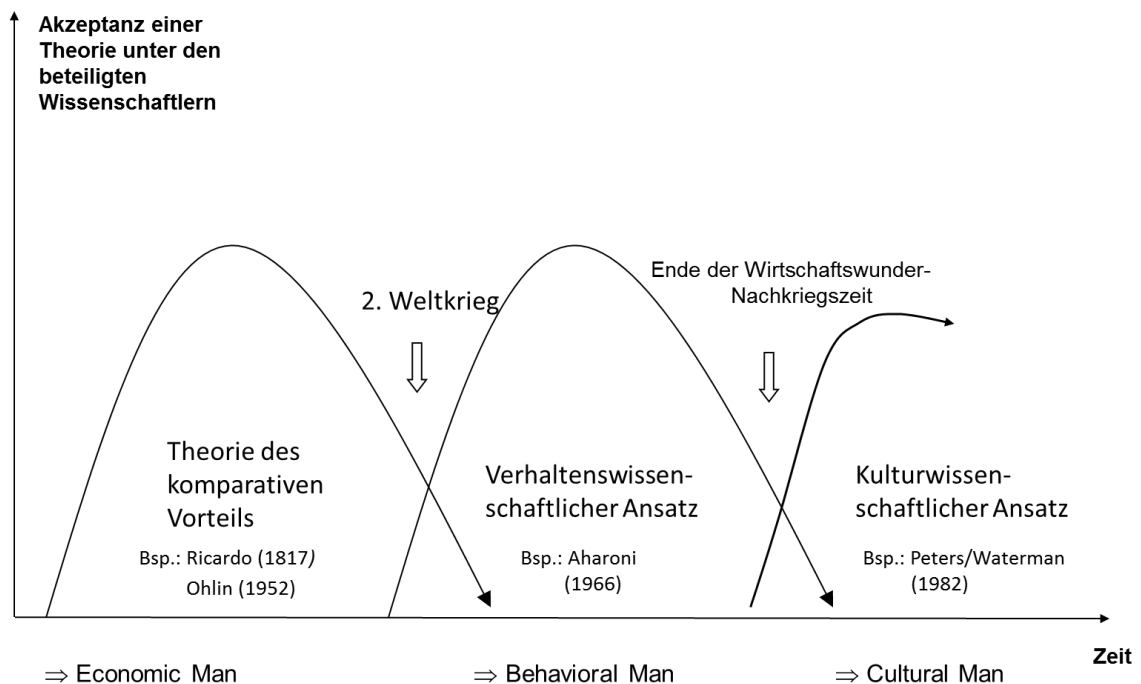 Akzeptanz einer
Theorie unter den
beteiligten
Wissenschaftlern
2. Weltkrieg
Ende der Wirtschaftswunder-
Nachkriegszeit
Theorie des
komparativen
Vorteils
Bsp.: Ricardo (1817)
Ohlin (1952)
Verhaltenswissen-
schaftlicher Ansatz
Bsp.: Aharoni
(1966)
Kulturwissen-
schaftlicher Ansatz
Bsp.: Peters/Waterman
(1982)
Zeit
⇒ Economic Man
⇒ Behavioral Man
⇒ Cultural Man